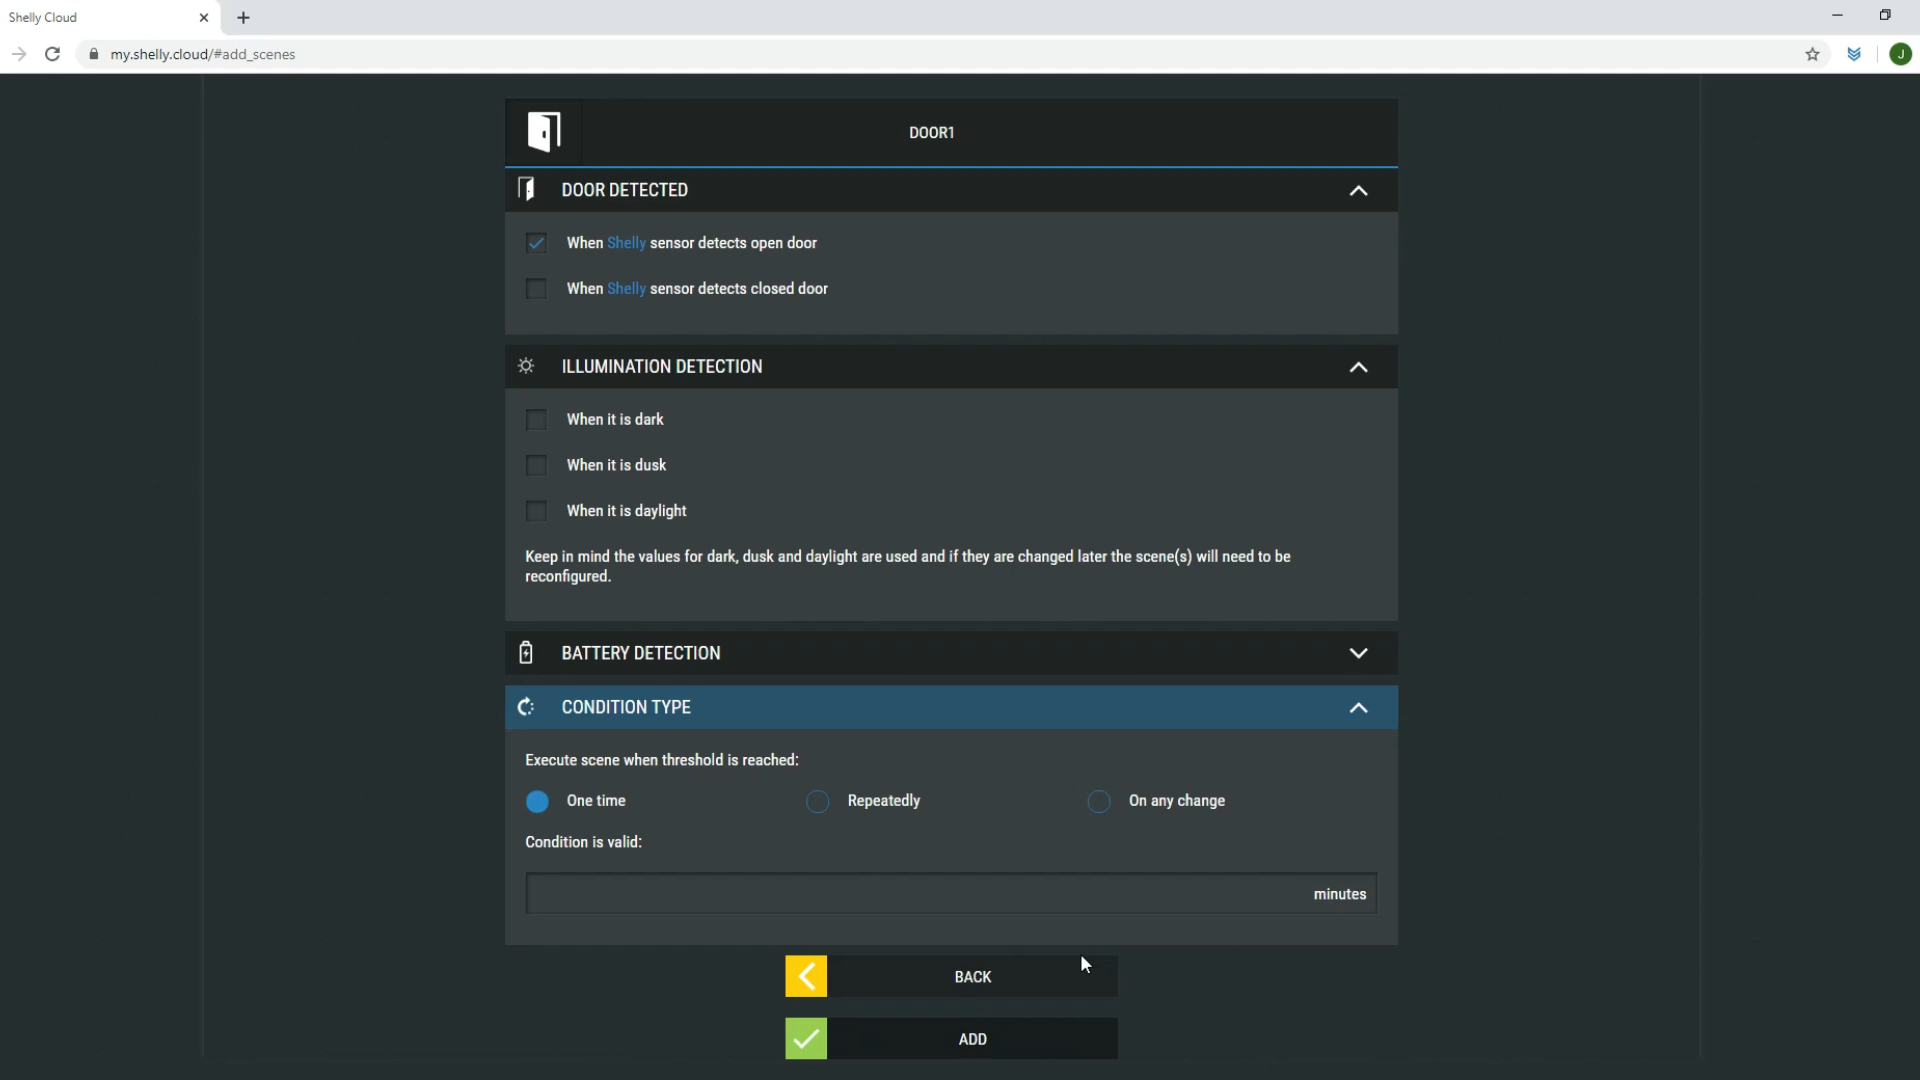 Shelly Cloud
my.shelly.cloud/#add_scenes
J
DOOR1
DOOR DETECTED
When Shelly sensor detects open door
When Shelly sensor detects closed door
ILLUMINATION DETECTION
When it is dark
When it is dusk
When it is daylight
Keep in mind the values for dark, dusk and daylight are used and if they are changed later the scene(s) will need to be
reconfigured.
BATTERY DETECTION
CONDITION TYPE
Execute scene when threshold is reached:
One time Repeatedly On any change
Condition is valid:
minutes
BACK
ADD